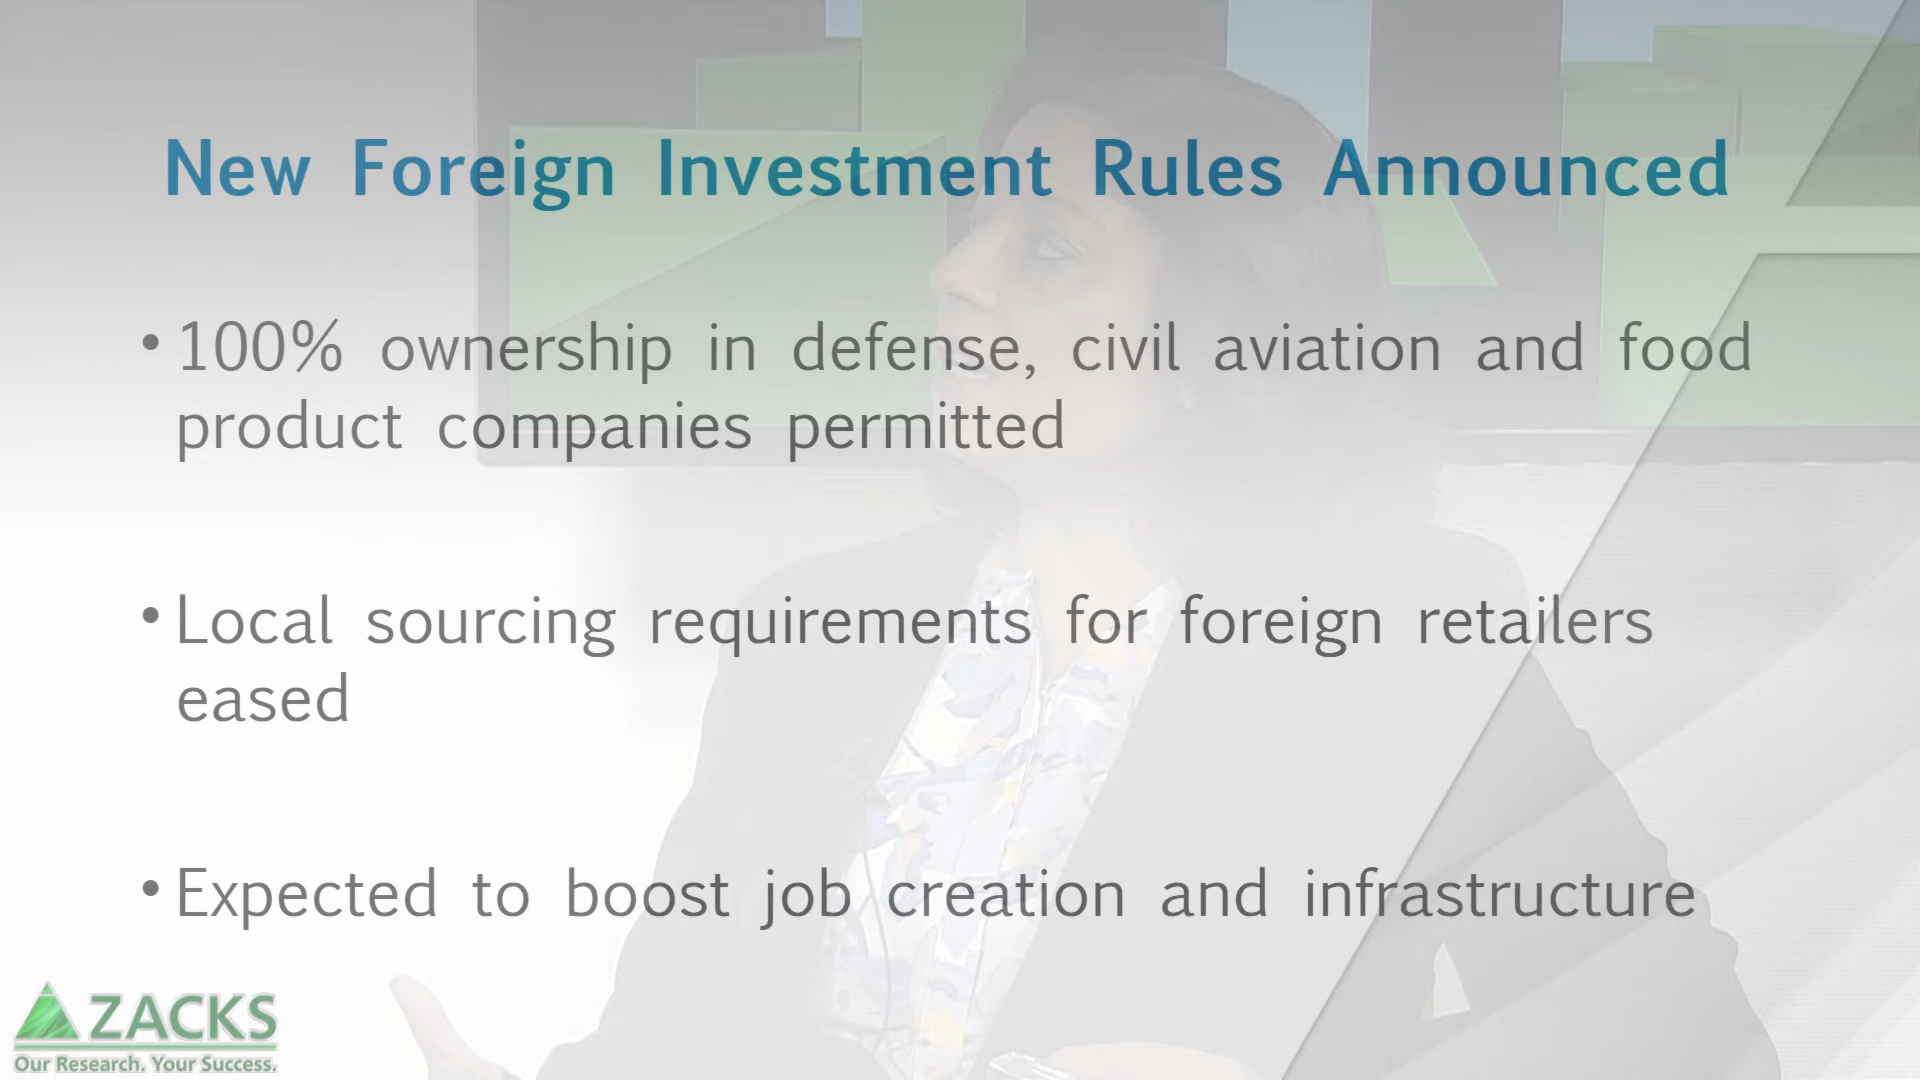 New Foreign Investment Rules Announced
• 100% ownership in defense, civil aviation and food
product companies permitted
• Local sourcing requirements for foreign retailers
eased
• Expected to boost job creation and infrastructure
ZACKS
Our Research. Your Success.